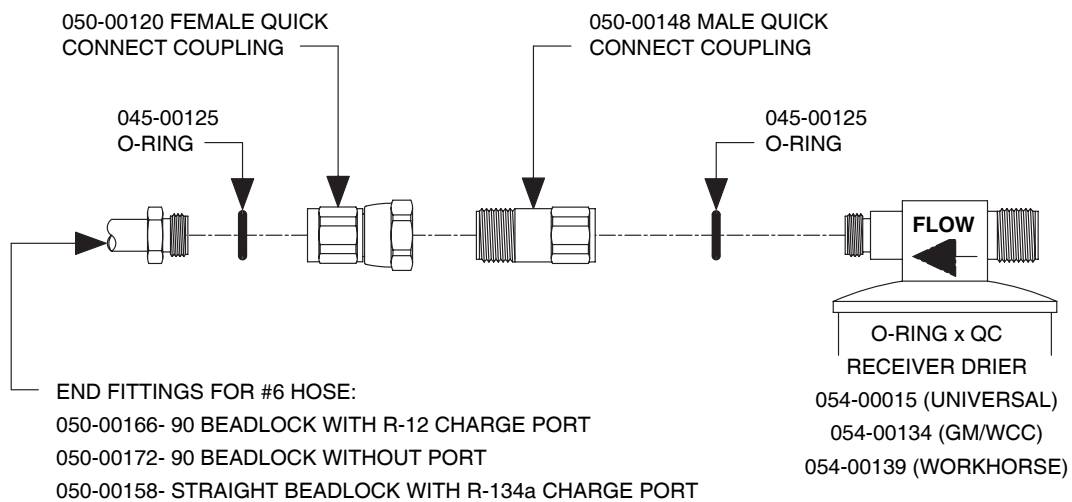 050-00120 FEMALE QUICK
CONNECT COUPLING
050-00148 MALE QUICK
CONNECT COUPLING
045-00125
O-RING
045-00125
O-RING
FLOW
O-RING x QC
RECEIVER DRIER
054-00015 (UNIVERSAL)
054-00134 (GM/WCC)
054-00139 (WORKHORSE)
END FITTINGS FOR #6 HOSE:
050-00166- 90 BEADLOCK WITH R-12 CHARGE PORT
050-00172- 90 BEADLOCK WITHOUT PORT
050-00158- STRAIGHT BEADLOCK WITH R-134a CHARGE PORT